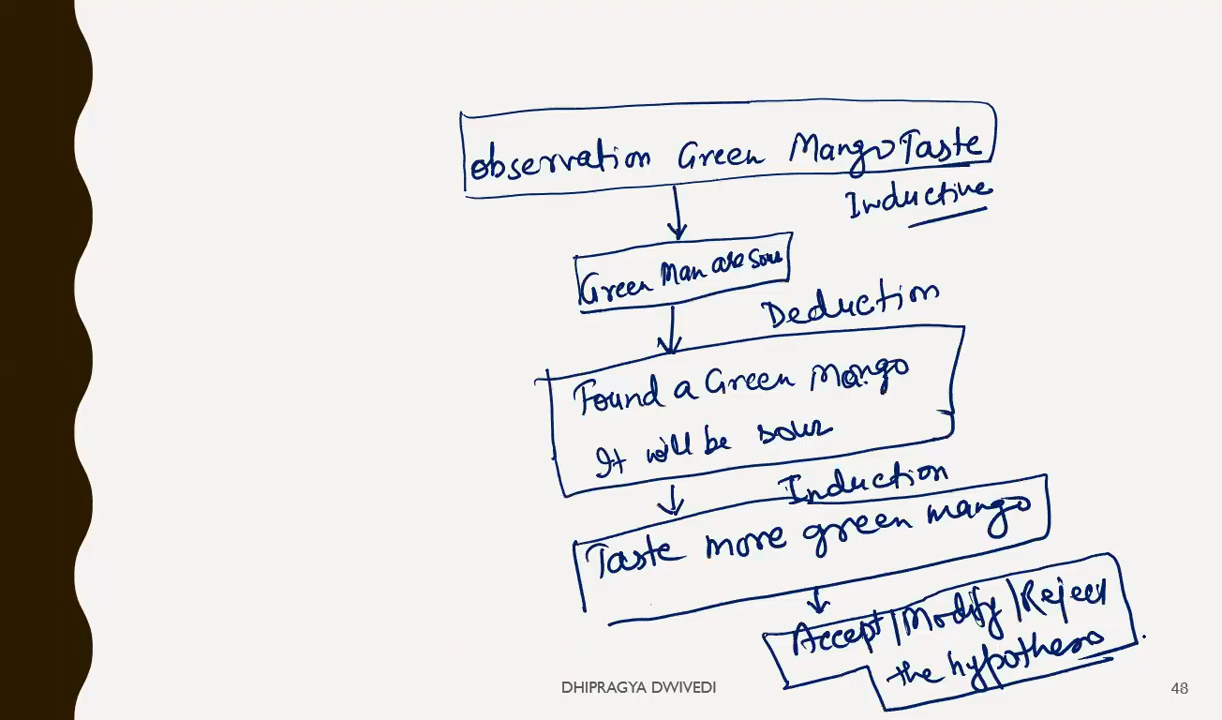 observation Green Mango Taste
Inductive
Green Man are Sour
Deduction
Found a Green Mango
It will be sour
Induction
Taste more green mango
Accept/Modify/Reject
the hypothesis
DHIPRAGYA DWIVEDI
48